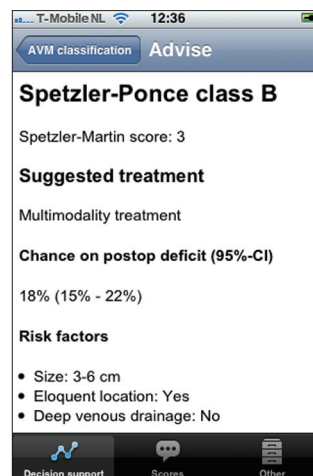 T-Mobile NL 12:36
AVM classification Advise
Spetzler-Ponce class B
Spetzler-Martin score: 3
Suggested treatment
Multimodality treatment
Chance on postop deficit (95%-CI)
18% (15% - 22%)
Risk factors
• Size: 3-6 cm
• Eloquent location: Yes
• Deep venous drainage: No
Decision support Scores Other